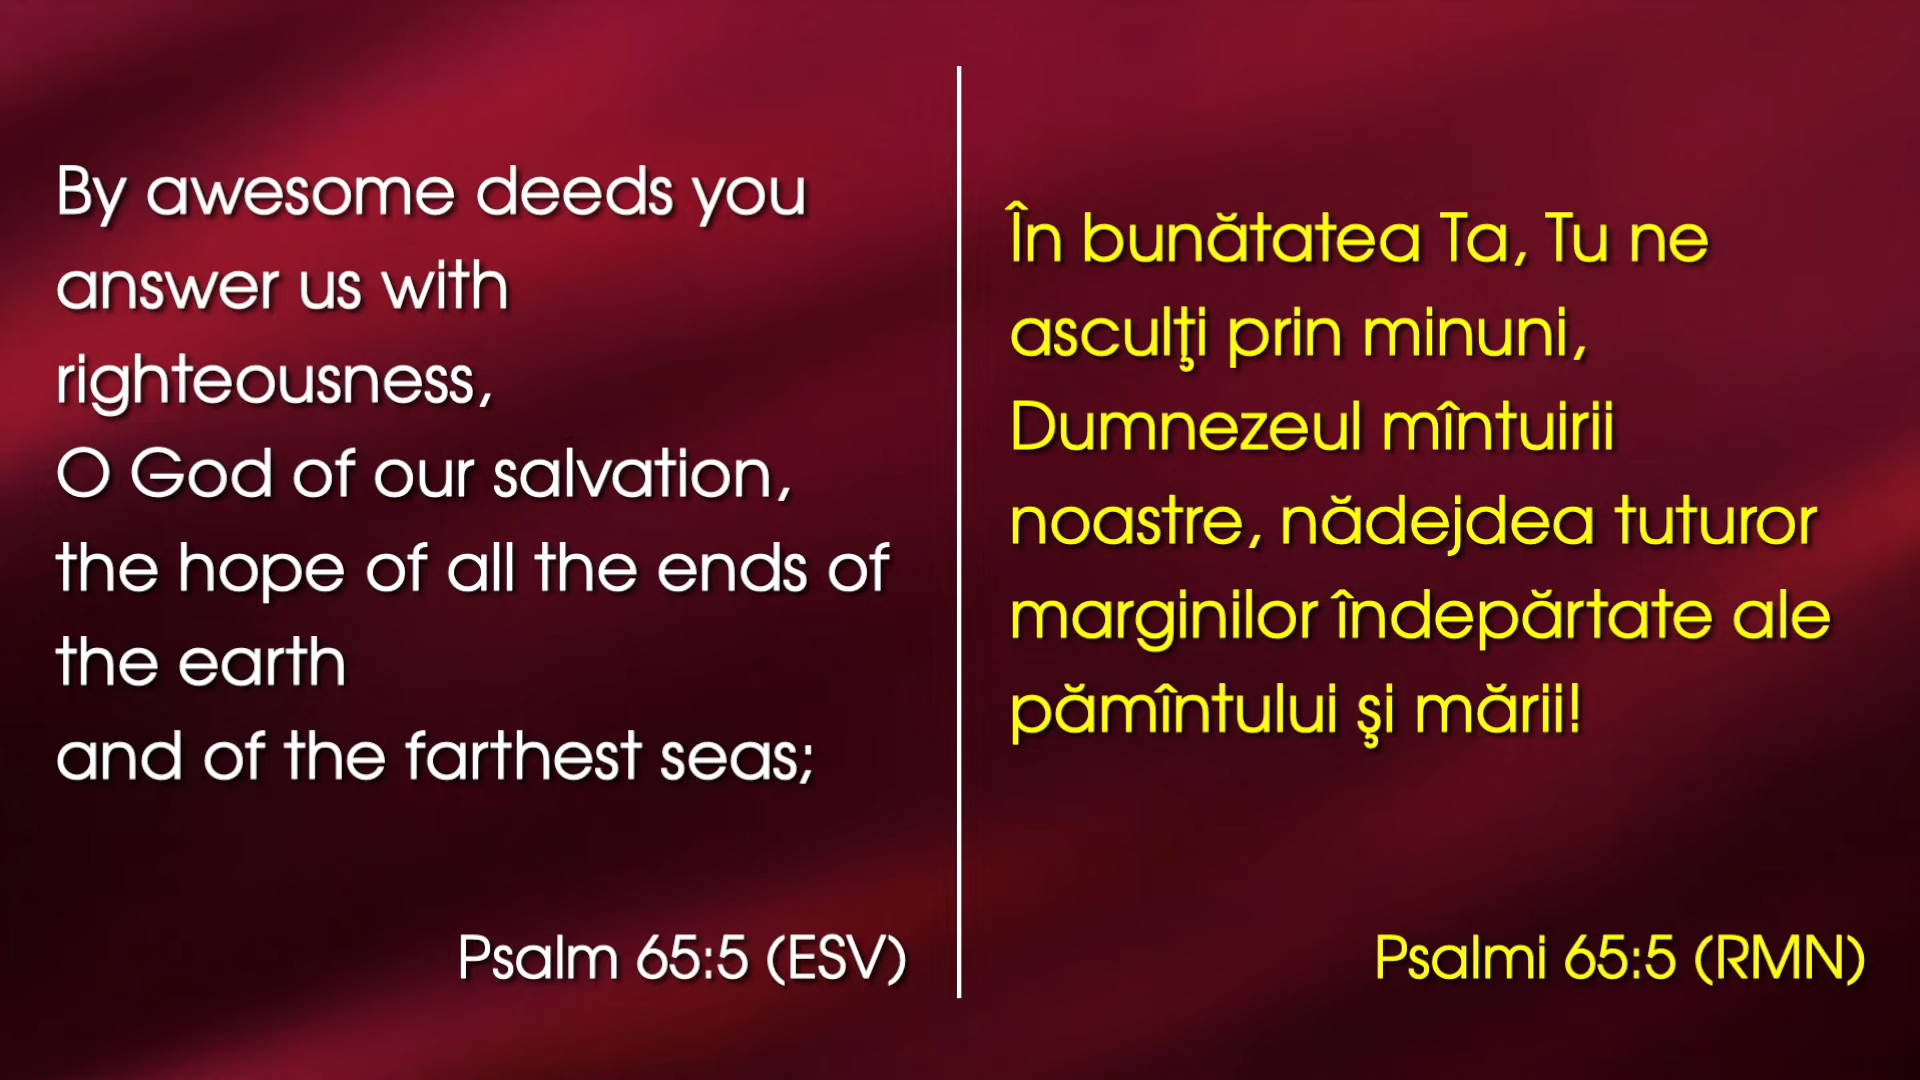 By awesome deeds you
answer us with
righteousness,
O God of our salvation,
the hope of all the ends of
the earth
and of the farthest seas;
Psalm 65:5 (ESV)
În bunătatea Ta, Tu ne
asculţi prin minuni,
Dumnezeul mîntuirii
noastre, nădejdea tuturor
marginilor îndepărtate ale
pămîntului şi mării!
Psalmi 65:5 (RMN)